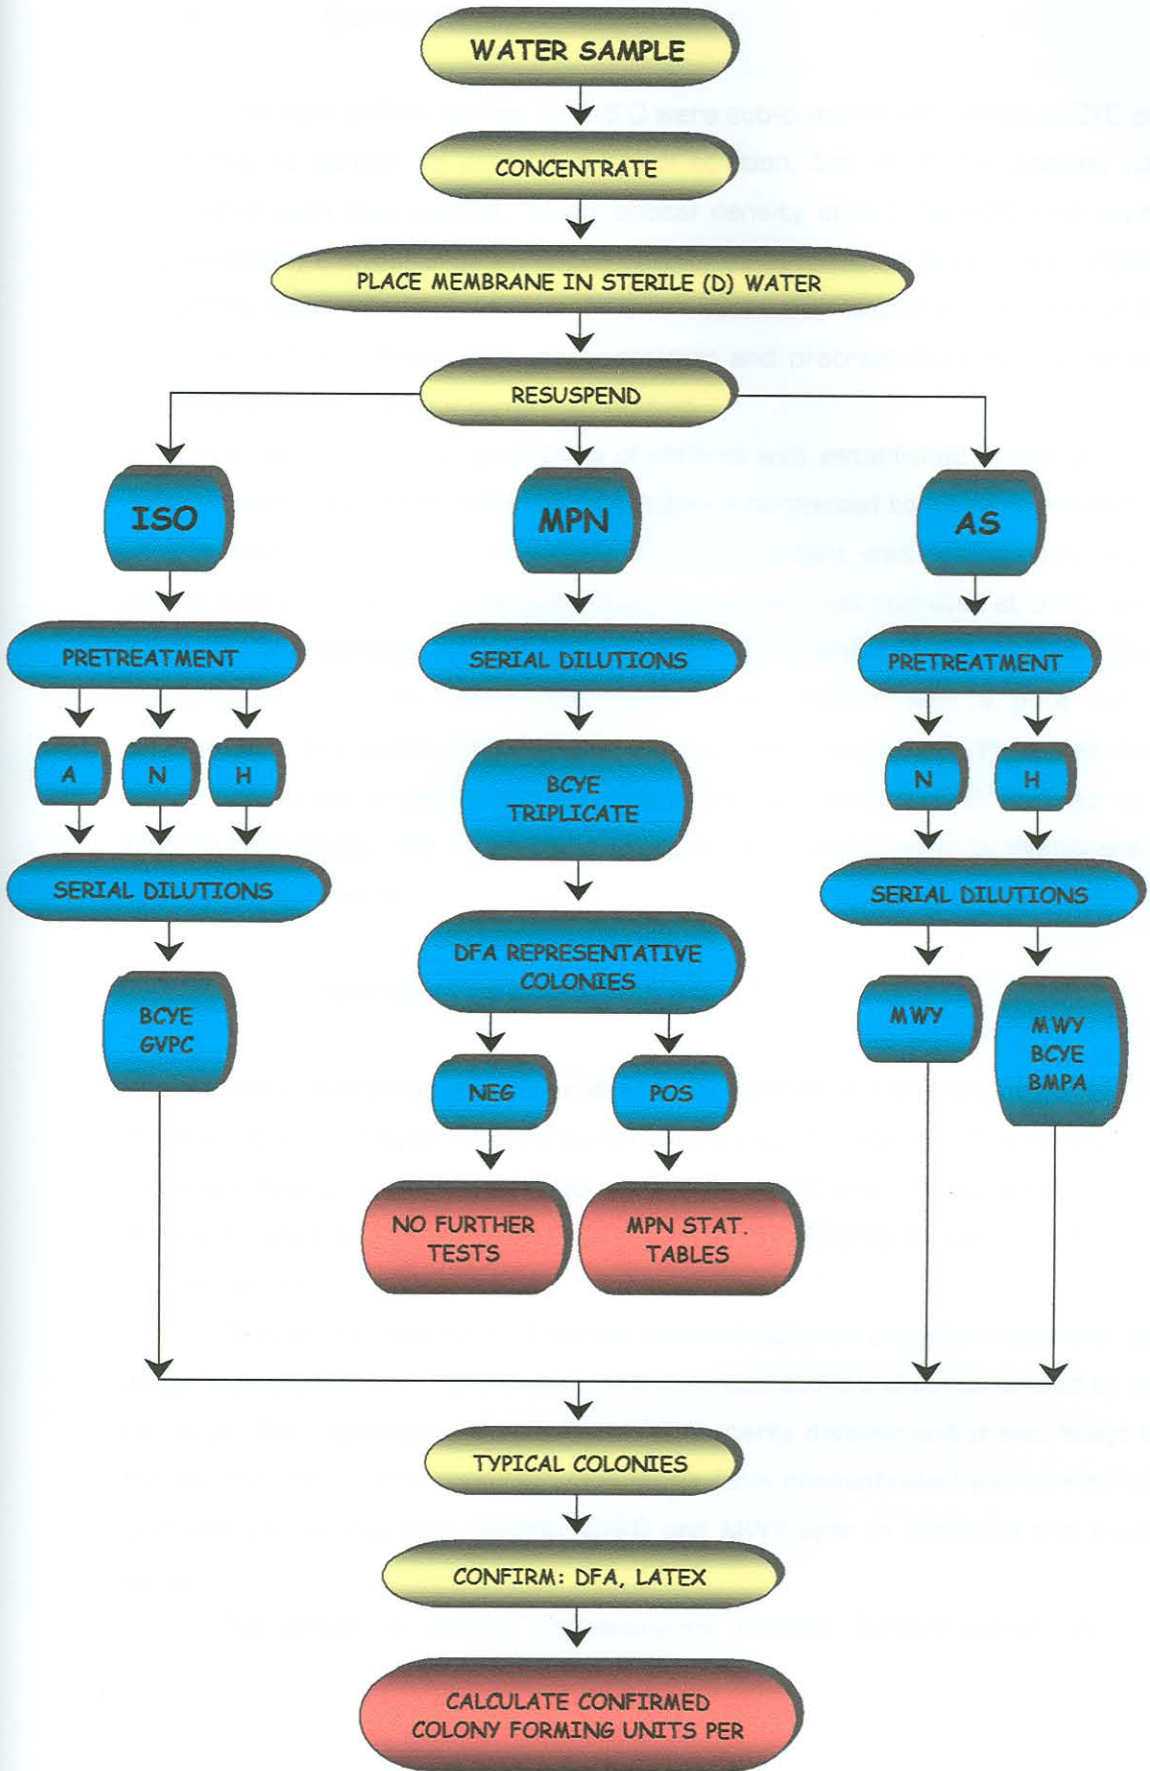 WATER SAMPLE
CONCENTRATE
PLACE MEMBRANE IN STERILE (D) WATER
RESUSPEND
ISO
MPN
AS
PRETREATMENT
SERIAL DILUTIONS
PRETREATMENT
A
N
H
BCYE
TRIPLICATE
N
H
SERIAL DILUTIONS
DFA REPRESENTATIVE
COLONIES
SERIAL DILUTIONS
BCYE
GVPC
NEG
POS
MWY
MWY
BCYE
BMPA
NO FURTHER
TESTS
MPN STAT.
TABLES
TYPICAL COLONIES
CONFIRM: DFA, LATEX
CALCULATE CONFIRMED
COLONY FORMING UNITS PER